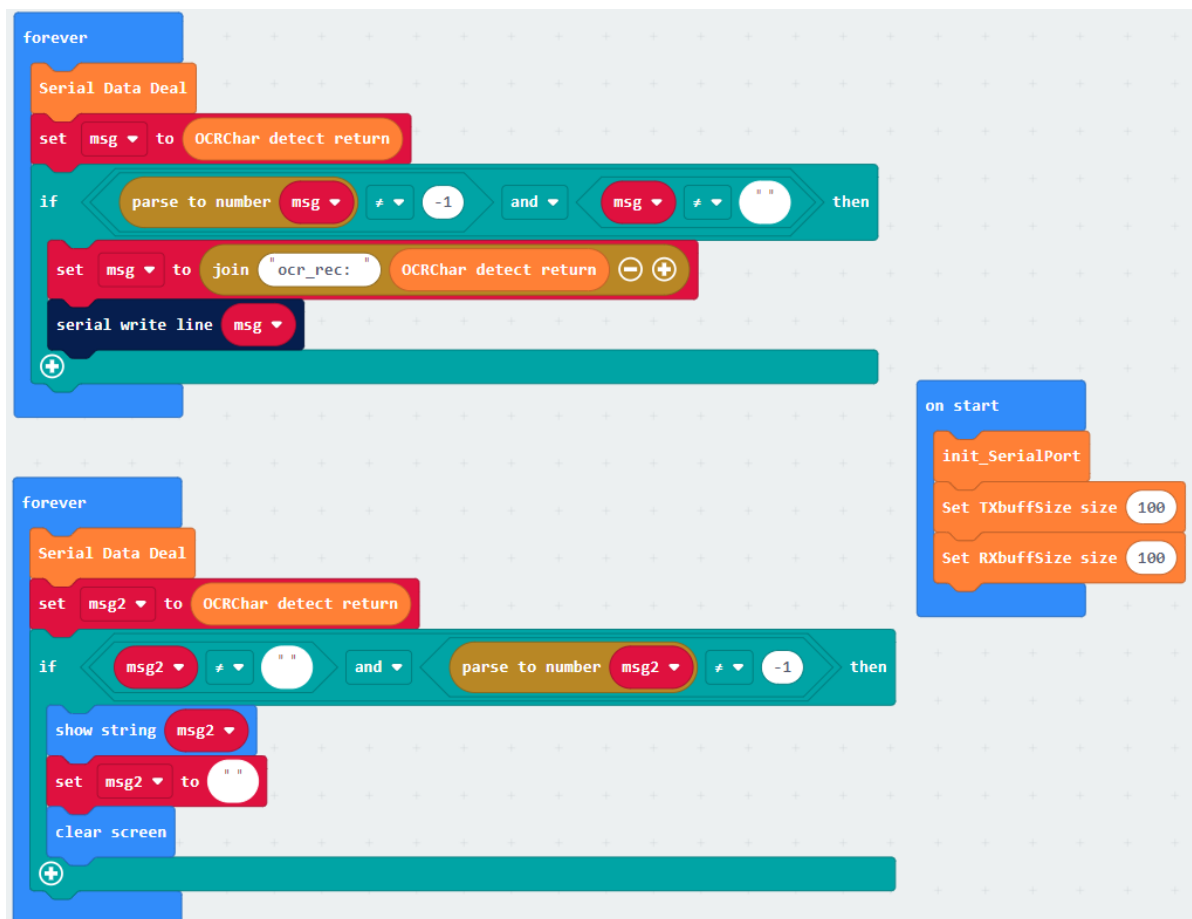 forever
Serial Data Deal
set msg to OCRChar detect return
if parse to number msg ≠ -1 and msg ≠ " " then
set msg to join "ocr_rec: " OCRChar detect return
serial write line msg
on start
init_SerialPort
Set TXbuffSize size 100
Set RXbuffSize size 100
forever
Serial Data Deal
set msg2 to OCRChar detect return
if msg2 ≠ " " and parse to number msg2 ≠ -1 then
show string msg2
set msg2 to " "
clear screen